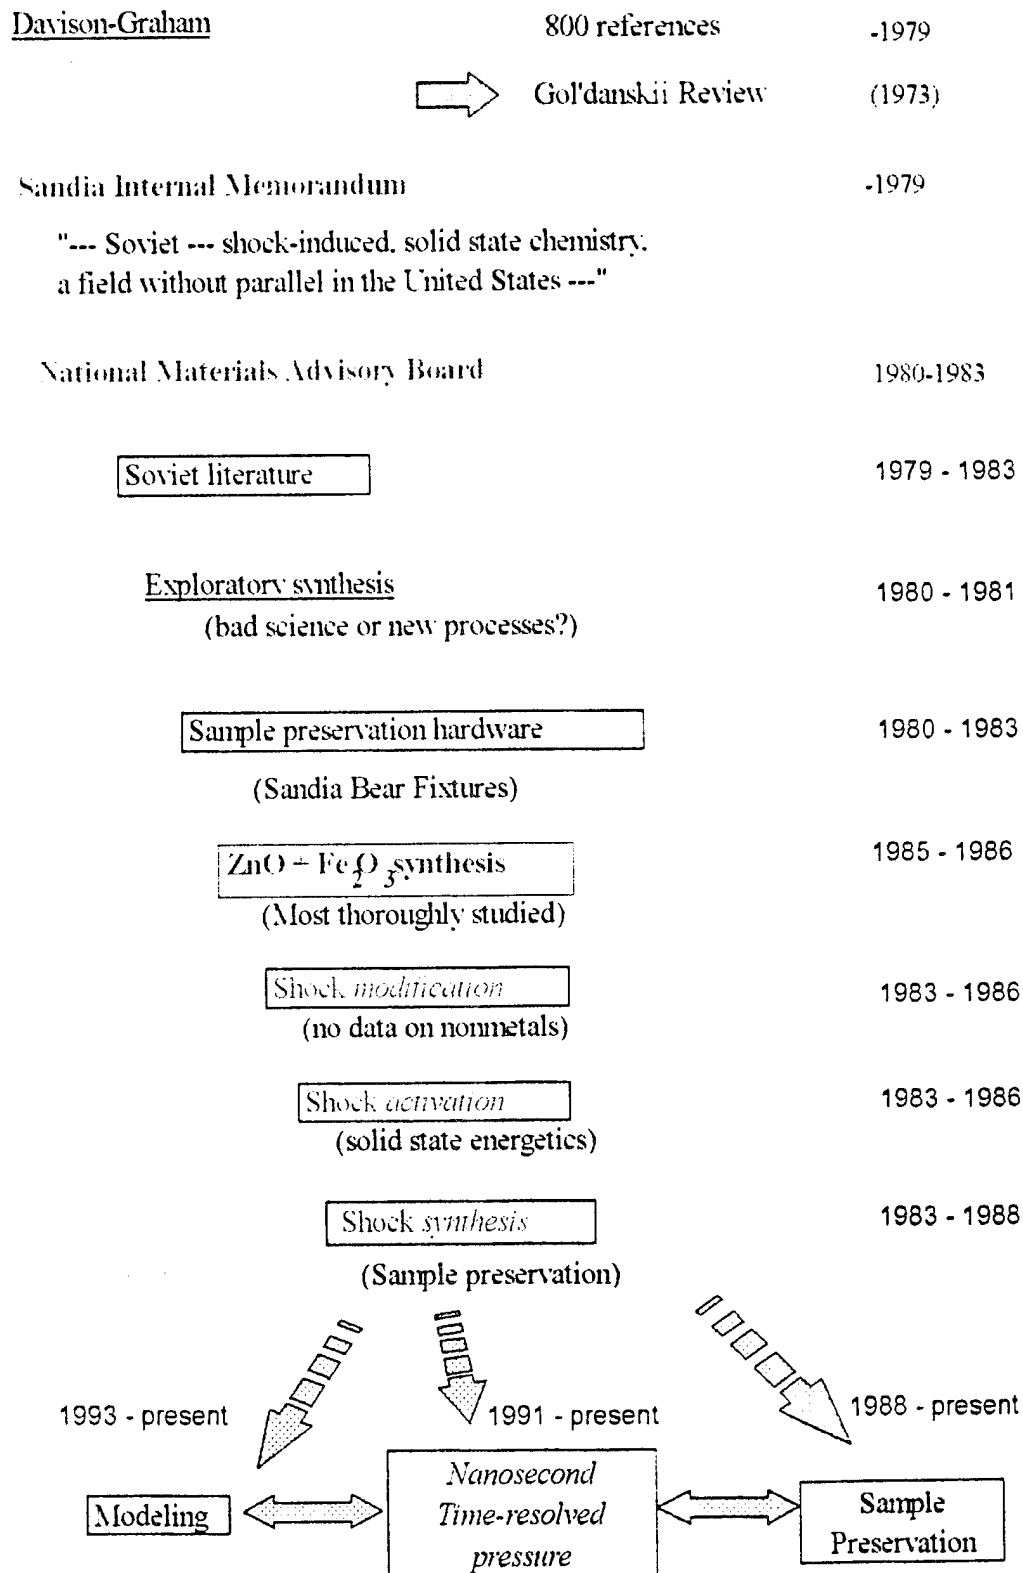 Davison-Graham 800 references -1979
Gol'danskii Review (1973)
Sandia Internal Memorandum -1979
"--- Soviet --- shock-induced, solid state chemistry,
a field without parallel in the United States ---"
National Materials Advisory Board 1980-1983
Soviet literature 1979 - 1983
Exploratory synthesis 1980 - 1981
(bad science or new processes?)
Sample preservation hardware 1980 - 1983
(Sandia Bear Fixtures)
ZnO + Fe2O3 synthesis 1985 - 1986
(Most thoroughly studied)
Shock modification 1983 - 1986
(no data on nonmetals)
Shock activation 1983 - 1986
(solid state energetics)
Shock synthesis 1983 - 1988
(Sample preservation)
1993 - present 1991 - present 1988 - present
Modeling
Nanosecond
Time-resolved
pressure
Sample
Preservation